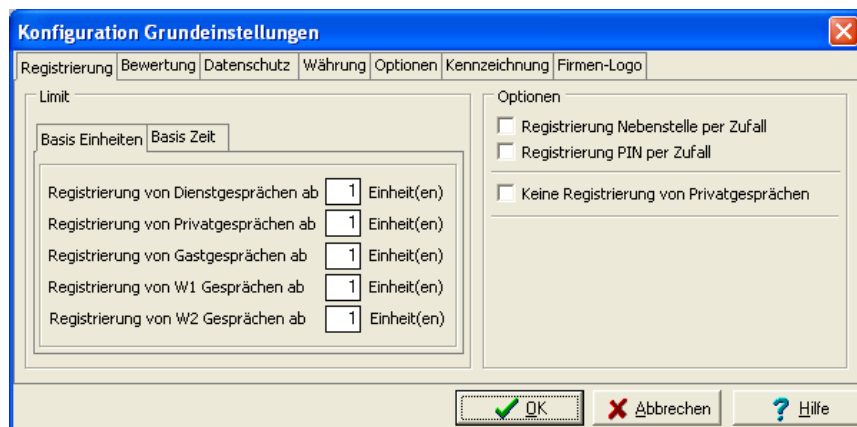 Konfiguration Grundeinstellungen
Registrierung Bewertung Datenschutz Währung Optionen Kennzeichnung Firmen-Logo
Limit
Basis Einheiten Basis Zeit
Registrierung von Dienstgesprächen ab 1 Einheit(en)
Registrierung von Privatgesprächen ab 1 Einheit(en)
Registrierung von Gastgesprächen ab 1 Einheit(en)
Registrierung von W1 Gesprächen ab 1 Einheit(en)
Registrierung von W2 Gesprächen ab 1 Einheit(en)
Optionen
Registrierung Nebenstelle per Zufall
Registrierung PIN per Zufall
Keine Registrierung von Privatgesprächen
OK Abbrechen Hilfe